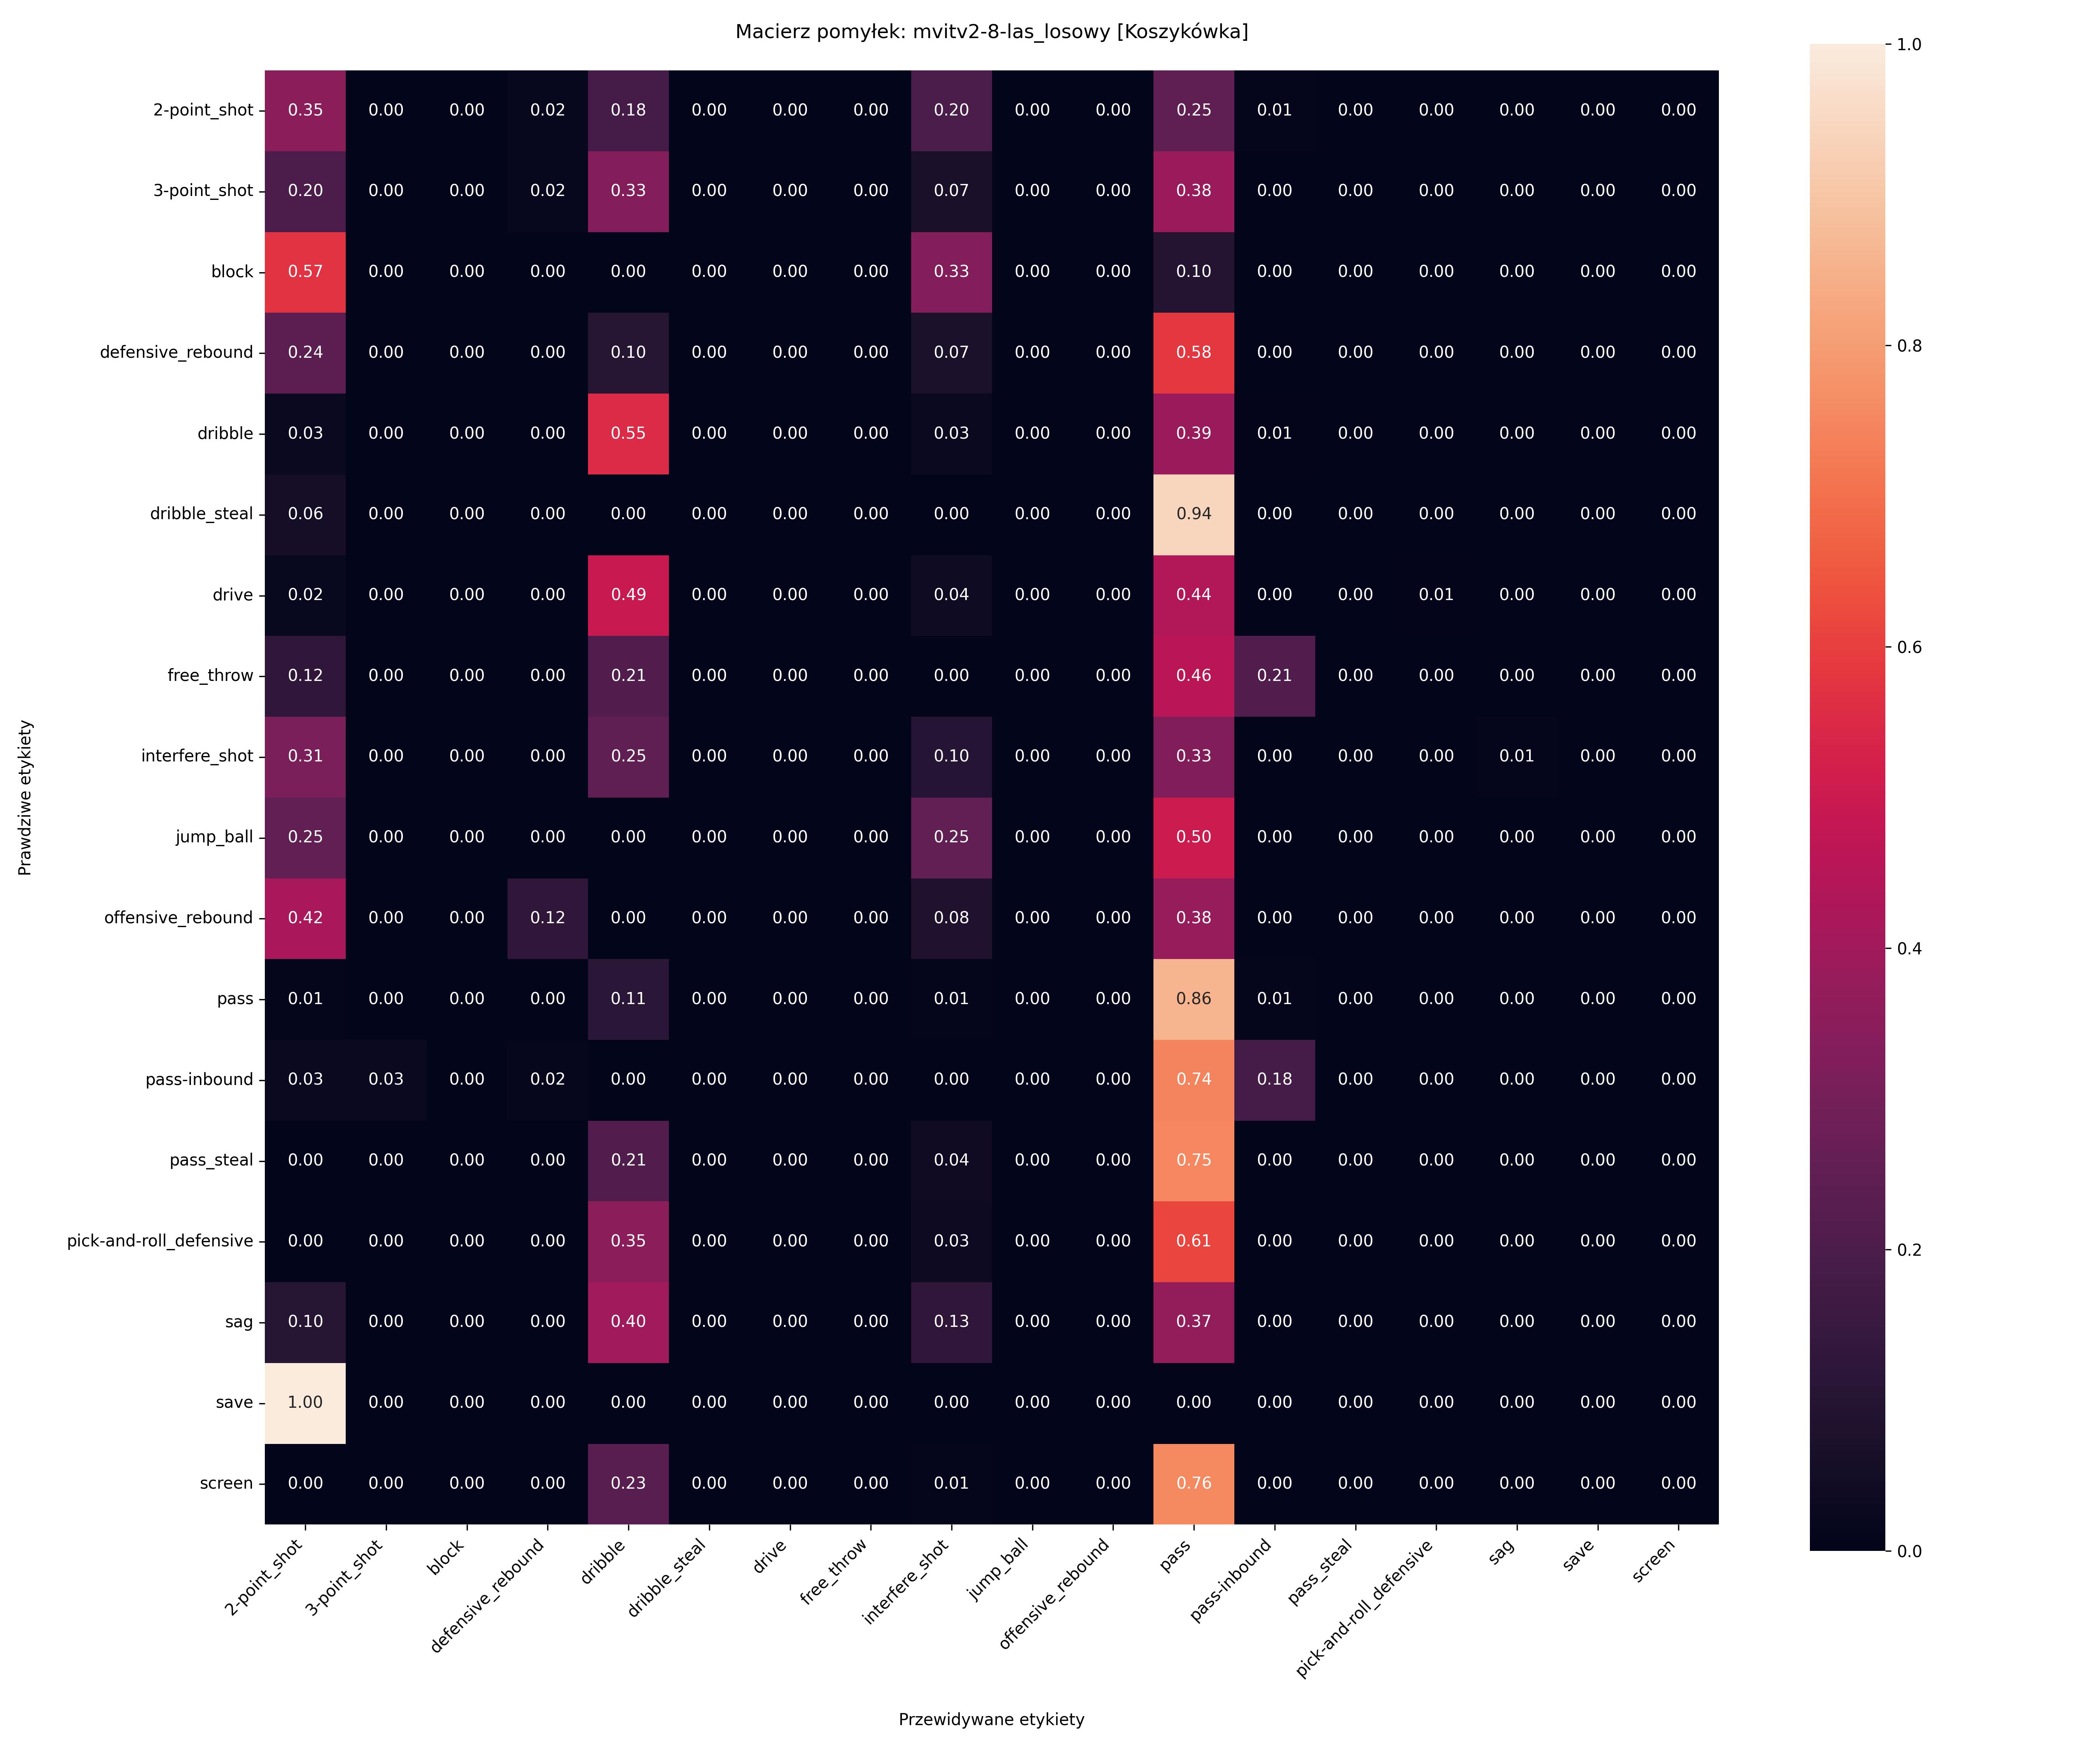 Macierz pomyłek: mvitv2-8-las_losowy [Koszykówka]
1.0
2-point_shot 0.35 0.00 0.00 0.02 0.18 0.00 0.00 0.00 0.20 0.00 0.00 0.25 0.01 0.00 0.00 0.00 0.00 0.00
3-point_shot 0.20 0.00 0.00 0.02 0.33 0.00 0.00 0.00 0.07 0.00 0.00 0.38 0.00 0.00 0.00 0.00 0.00 0.00
block 0.57 0.00 0.00 0.00 0.00 0.00 0.00 0.00 0.33 0.00 0.00 0.10 0.00 0.00 0.00 0.00 0.00 0.00
0.8
defensive_rebound 0.24 0.00 0.00 0.00 0.10 0.00 0.00 0.00 0.07 0.00 0.00 0.58 0.00 0.00 0.00 0.00 0.00 0.00
dribble 0.03 0.00 0.00 0.00 0.55 0.00 0.00 0.00 0.03 0.00 0.00 0.39 0.01 0.00 0.00 0.00 0.00 0.00
dribble_steal 0.06 0.00 0.00 0.00 0.00 0.00 0.00 0.00 0.00 0.00 0.00 0.94 0.00 0.00 0.00 0.00 0.00 0.00
drive 0.02 0.00 0.00 0.00 0.49 0.00 0.00 0.00 0.04 0.00 0.00 0.44 0.00 0.00 0.01 0.00 0.00 0.00
0.6
free_throw 0.12 0.00 0.00 0.00 0.21 0.00 0.00 0.00 0.00 0.00 0.00 0.46 0.21 0.00 0.00 0.00 0.00 0.00
interfere_shot 0.31 0.00 0.00 0.00 0.25 0.00 0.00 0.00 0.10 0.00 0.00 0.33 0.00 0.00 0.00 0.01 0.00 0.00
Prawdziwe etykiety
jump_ball 0.25 0.00 0.00 0.00 0.00 0.00 0.00 0.00 0.25 0.00 0.00 0.50 0.00 0.00 0.00 0.00 0.00 0.00
offensive_rebound 0.42 0.00 0.00 0.12 0.00 0.00 0.00 0.00 0.08 0.00 0.00 0.38 0.00 0.00 0.00 0.00 0.00 0.00
0.4
pass 0.01 0.00 0.00 0.00 0.11 0.00 0.00 0.00 0.01 0.00 0.00 0.86 0.01 0.00 0.00 0.00 0.00 0.00
pass-inbound 0.03 0.03 0.00 0.02 0.00 0.00 0.00 0.00 0.00 0.00 0.00 0.74 0.18 0.00 0.00 0.00 0.00 0.00
pass_steal 0.00 0.00 0.00 0.00 0.21 0.00 0.00 0.00 0.04 0.00 0.00 0.75 0.00 0.00 0.00 0.00 0.00 0.00
pick-and-roll_defensive 0.00 0.00 0.00 0.00 0.35 0.00 0.00 0.00 0.03 0.00 0.00 0.61 0.00 0.00 0.00 0.00 0.00 0.00
0.2
sag 0.10 0.00 0.00 0.00 0.40 0.00 0.00 0.00 0.13 0.00 0.00 0.37 0.00 0.00 0.00 0.00 0.00 0.00
save 1.00 0.00 0.00 0.00 0.00 0.00 0.00 0.00 0.00 0.00 0.00 0.00 0.00 0.00 0.00 0.00 0.00 0.00
screen 0.00 0.00 0.00 0.00 0.23 0.00 0.00 0.00 0.01 0.00 0.00 0.76 0.00 0.00 0.00 0.00 0.00 0.00
0.0
2-point_shot
3-point_shot
block
defensive_rebound
dribble
dribble_steal
drive
free_throw
interfere_shot
jump_ball
offensive_rebound
pass
pass-inbound
pass_steal
pick-and-roll_defensive
sag
save
screen
Przewidywane etykiety